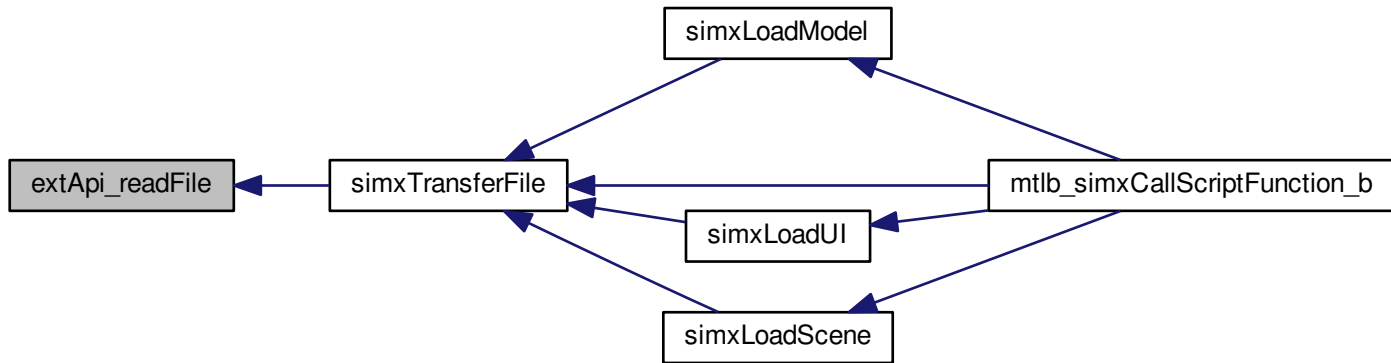 simxLoadModel
extApi_readFile
simxTransferFile
mtlb_simxCallScriptFunction_b
simxLoadUI
simxLoadScene